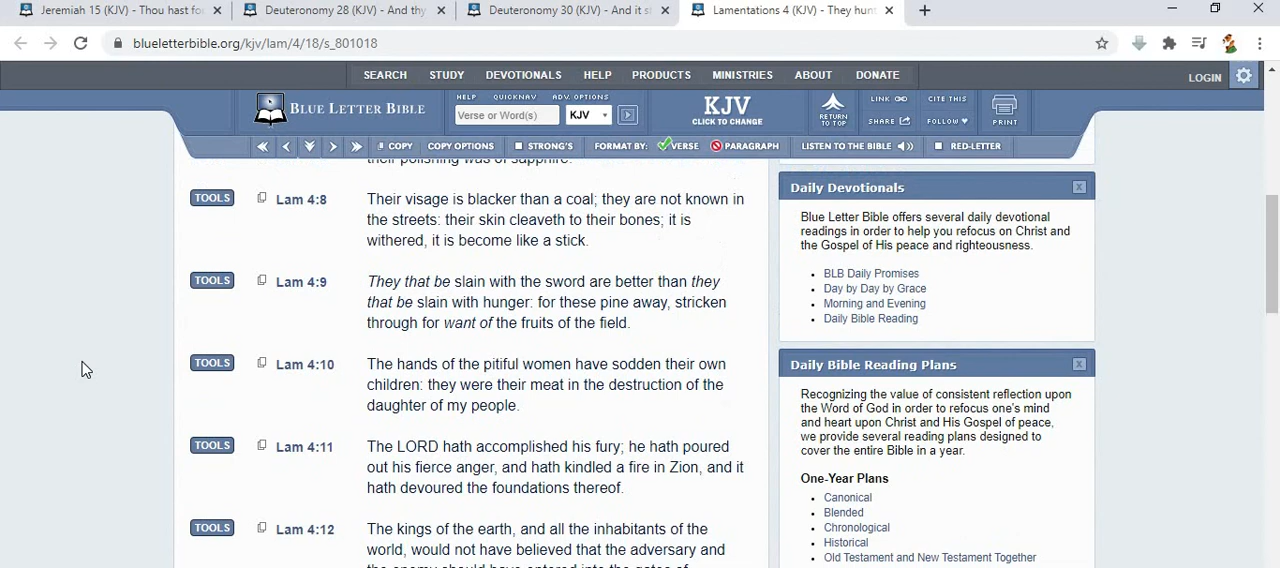 Jeremiah 15 (KJV) - Thou hast fo
Deuteronomy 28 (KJV) - And thy
Deuteronomy 30 (KJV) - And it s
Lamentations 4 (KJV) - They hun
blueletterbible.org/kjv/lam/4/18/s_801018
SEARCH STUDY DEVOTIONALS HELP PRODUCTS MINISTRIES ABOUT DONATE
LOGIN
BLUE LETTER BIBLE
HELP QUICKNAV ADV. OPTIONS
Verse or Word(s) KJV
KJV
CLICK TO CHANGE
RETURN
TO TOP
LINK CITE THIS
SHARE FOLLOW
PRINT
COPY COPY OPTIONS STRONG'S FORMAT BY: VERSE PARAGRAPH LISTEN TO THE BIBLE RED-LETTER
their polishing was of sapphire:
TOOLS Lam 4:8 Their visage is blacker than a coal; they are not known in
the streets: their skin cleaveth to their bones; it is
withered, it is become like a stick.
TOOLS Lam 4:9 They that be slain with the sword are better than they
that be slain with hunger: for these pine away, stricken
through for want of the fruits of the field.
TOOLS Lam 4:10 The hands of the pitiful women have sodden their own
children: they were their meat in the destruction of the
daughter of my people.
TOOLS Lam 4:11 The LORD hath accomplished his fury; he hath poured
out his fierce anger, and hath kindled a fire in Zion, and it
hath devoured the foundations thereof.
TOOLS Lam 4:12 The kings of the earth, and all the inhabitants of the
world, would not have believed that the adversary and
the enemy should have entered into the gates of
Daily Devotionals
Blue Letter Bible offers several daily devotional
readings in order to help you refocus on Christ and
the Gospel of His peace and righteousness.
BLB Daily Promises
Day by Day by Grace
Morning and Evening
Daily Bible Reading
Daily Bible Reading Plans
Recognizing the value of consistent reflection upon
the Word of God in order to refocus one's mind
and heart upon Christ and His Gospel of peace,
we provide several reading plans designed to
cover the entire Bible in a year.
One-Year Plans
Canonical
Blended
Chronological
Historical
Old Testament and New Testament Together